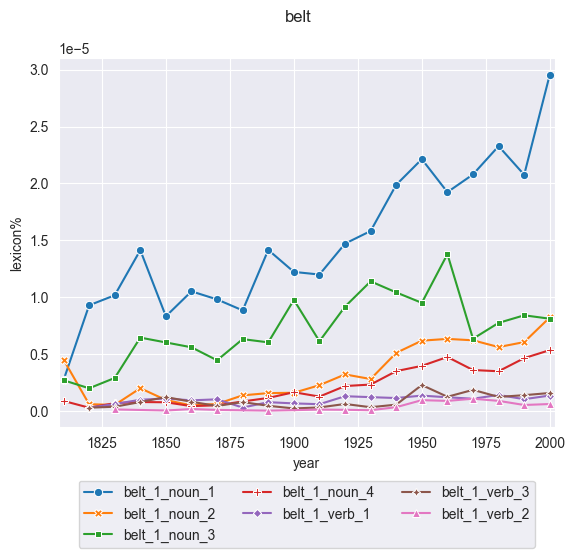 belt
1e−5
3.0
2.5
2.0
1.5
1.0
0.5
0.0
lexicon%
1825 1850 1875 1900 1925 1950 1975 2000
year
belt_1_noun_1 belt_1_noun_4 belt_1_verb_3
belt_1_noun_2 belt_1_verb_1 belt_1_verb_2
belt_1_noun_3